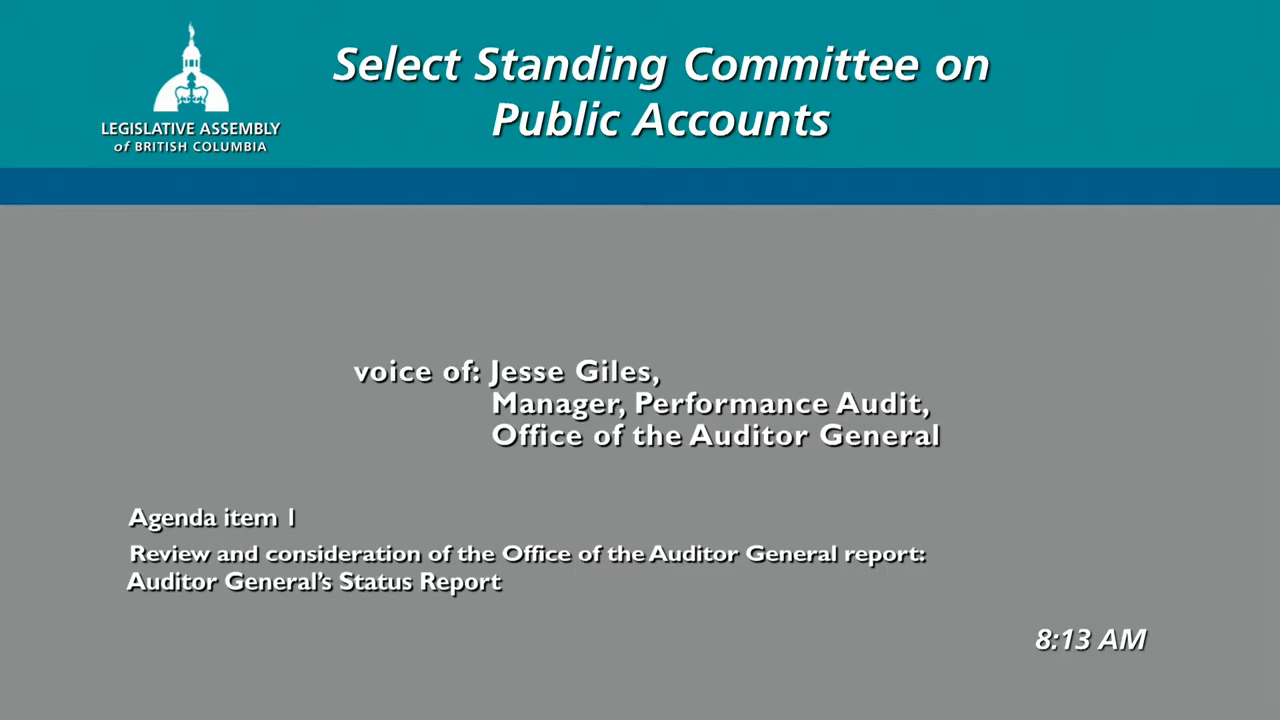 Select Standing Committee on
Public Accounts
LEGISLATIVE ASSEMBLY
of BRITISH COLUMBIA
voice of: Jesse Giles,
Manager, Performance Audit,
Office of the Auditor General
Agenda item 1
Review and consideration of the Office of the Auditor General report:
Auditor General’s Status Report
8:13 AM